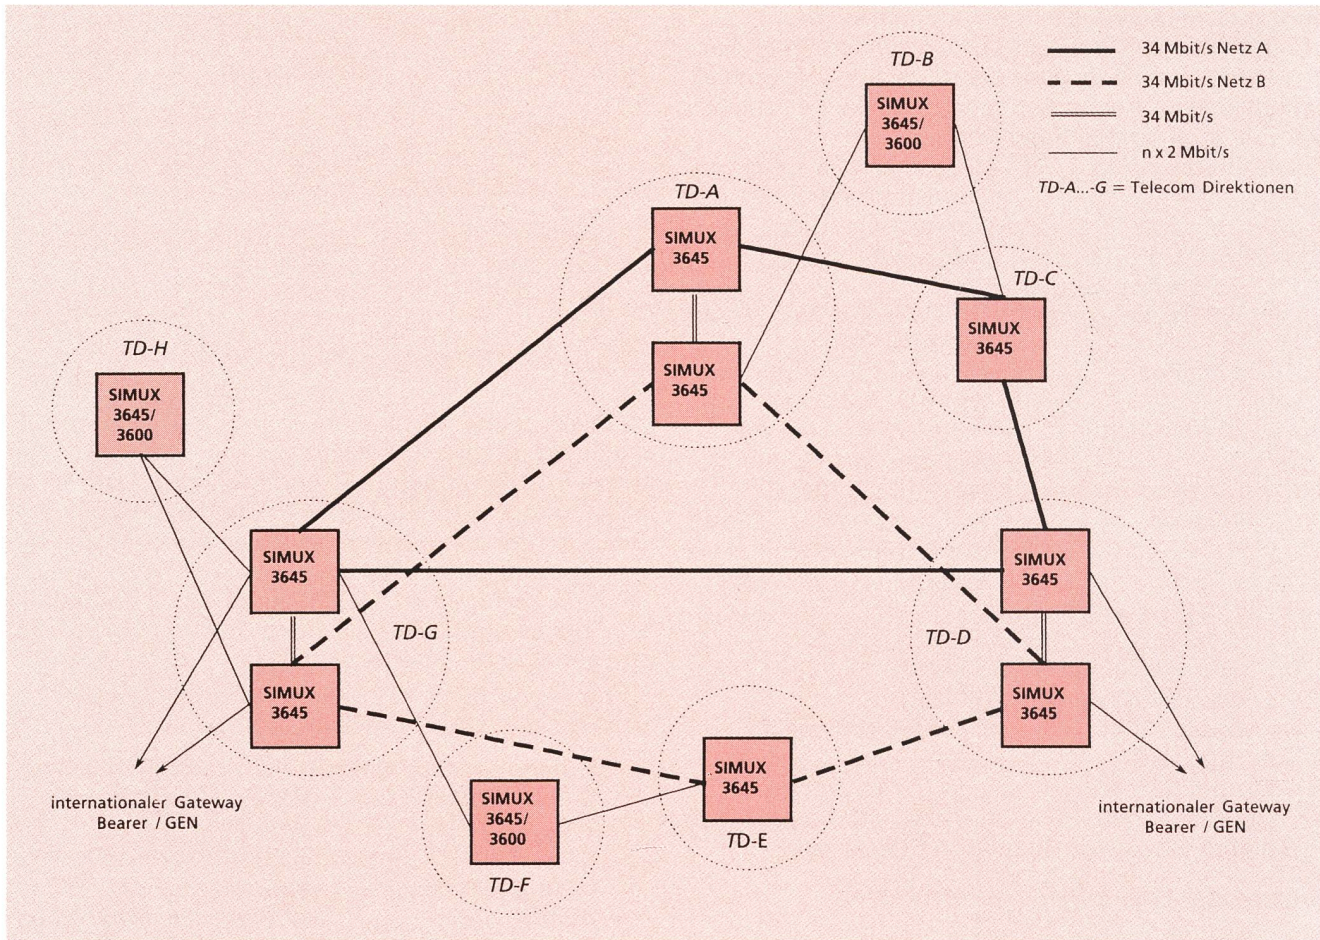 34 Mbit/s Netz A
34 Mbit/s Netz B
34 Mbit/s
n x 2 Mbit/s
TD-A...-G = Telecom Direktionen
TD-B
SIMUX
3645/
3600
TD-A
SIMUX
3645
SIMUX
3645
TD-C
SIMUX
3645
TD-H
SIMUX
3645/
3600
SIMUX
3645
TD-G
SIMUX
3645
SIMUX
3645
TD-D
SIMUX
3645
SIMUX
3645
TD-E
SIMUX
3645/
3600
TD-F
internationaler Gateway
Bearer / GEN
internationaler Gateway
Bearer / GEN